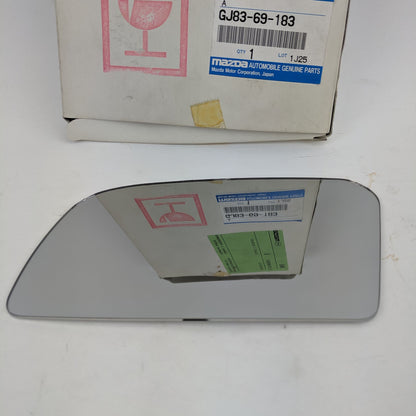 A
GJ83-69-183
QTY 1 LOT 1J25
mazda AUTOMOBILE GENUINE PARTS
Mazda Motor Corporation, Japan